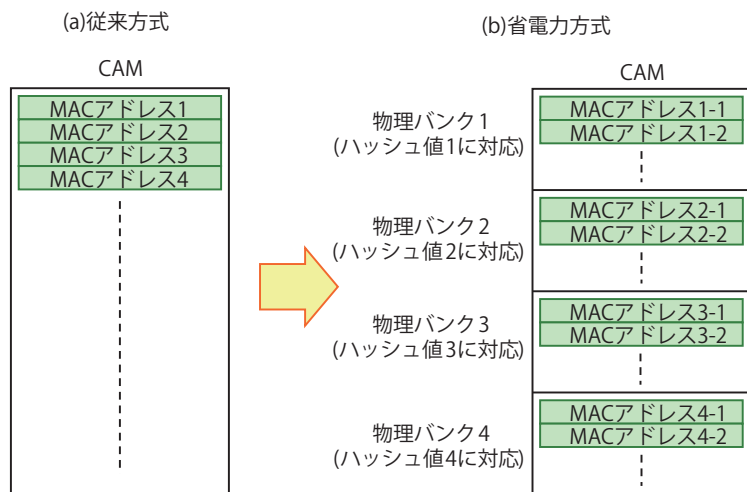 (a)従来方式
CAM
MACアドレス1
MACアドレス2
MACアドレス3
MACアドレス4
(b)省電力方式
CAM
物理バンク1
(ハッシュ値1に対応)
MACアドレス1-1
MACアドレス1-2
物理バンク2
(ハッシュ値2に対応)
MACアドレス2-1
MACアドレス2-2
物理バンク3
(ハッシュ値3に対応)
MACアドレス3-1
MACアドレス3-2
物理バンク4
(ハッシュ値4に対応)
MACアドレス4-1
MACアドレス4-2